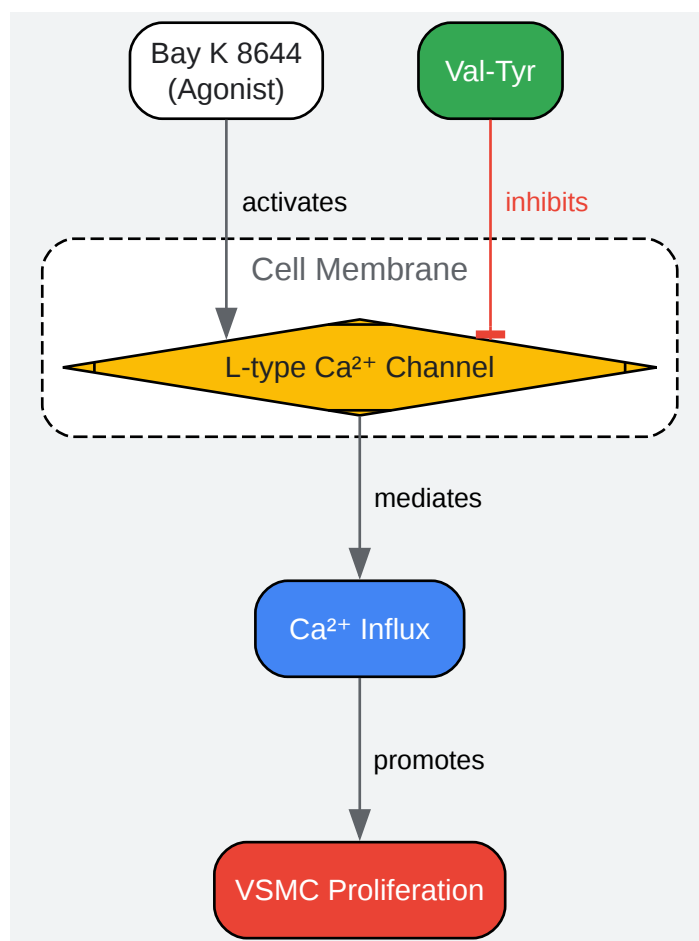 Bay K 8644
(Agonist)
Val-Tyr
activates
inhibits
Cell Membrane
L-type Ca²⁺ Channel
mediates
Ca²⁺ Influx
promotes
VSMC Proliferation